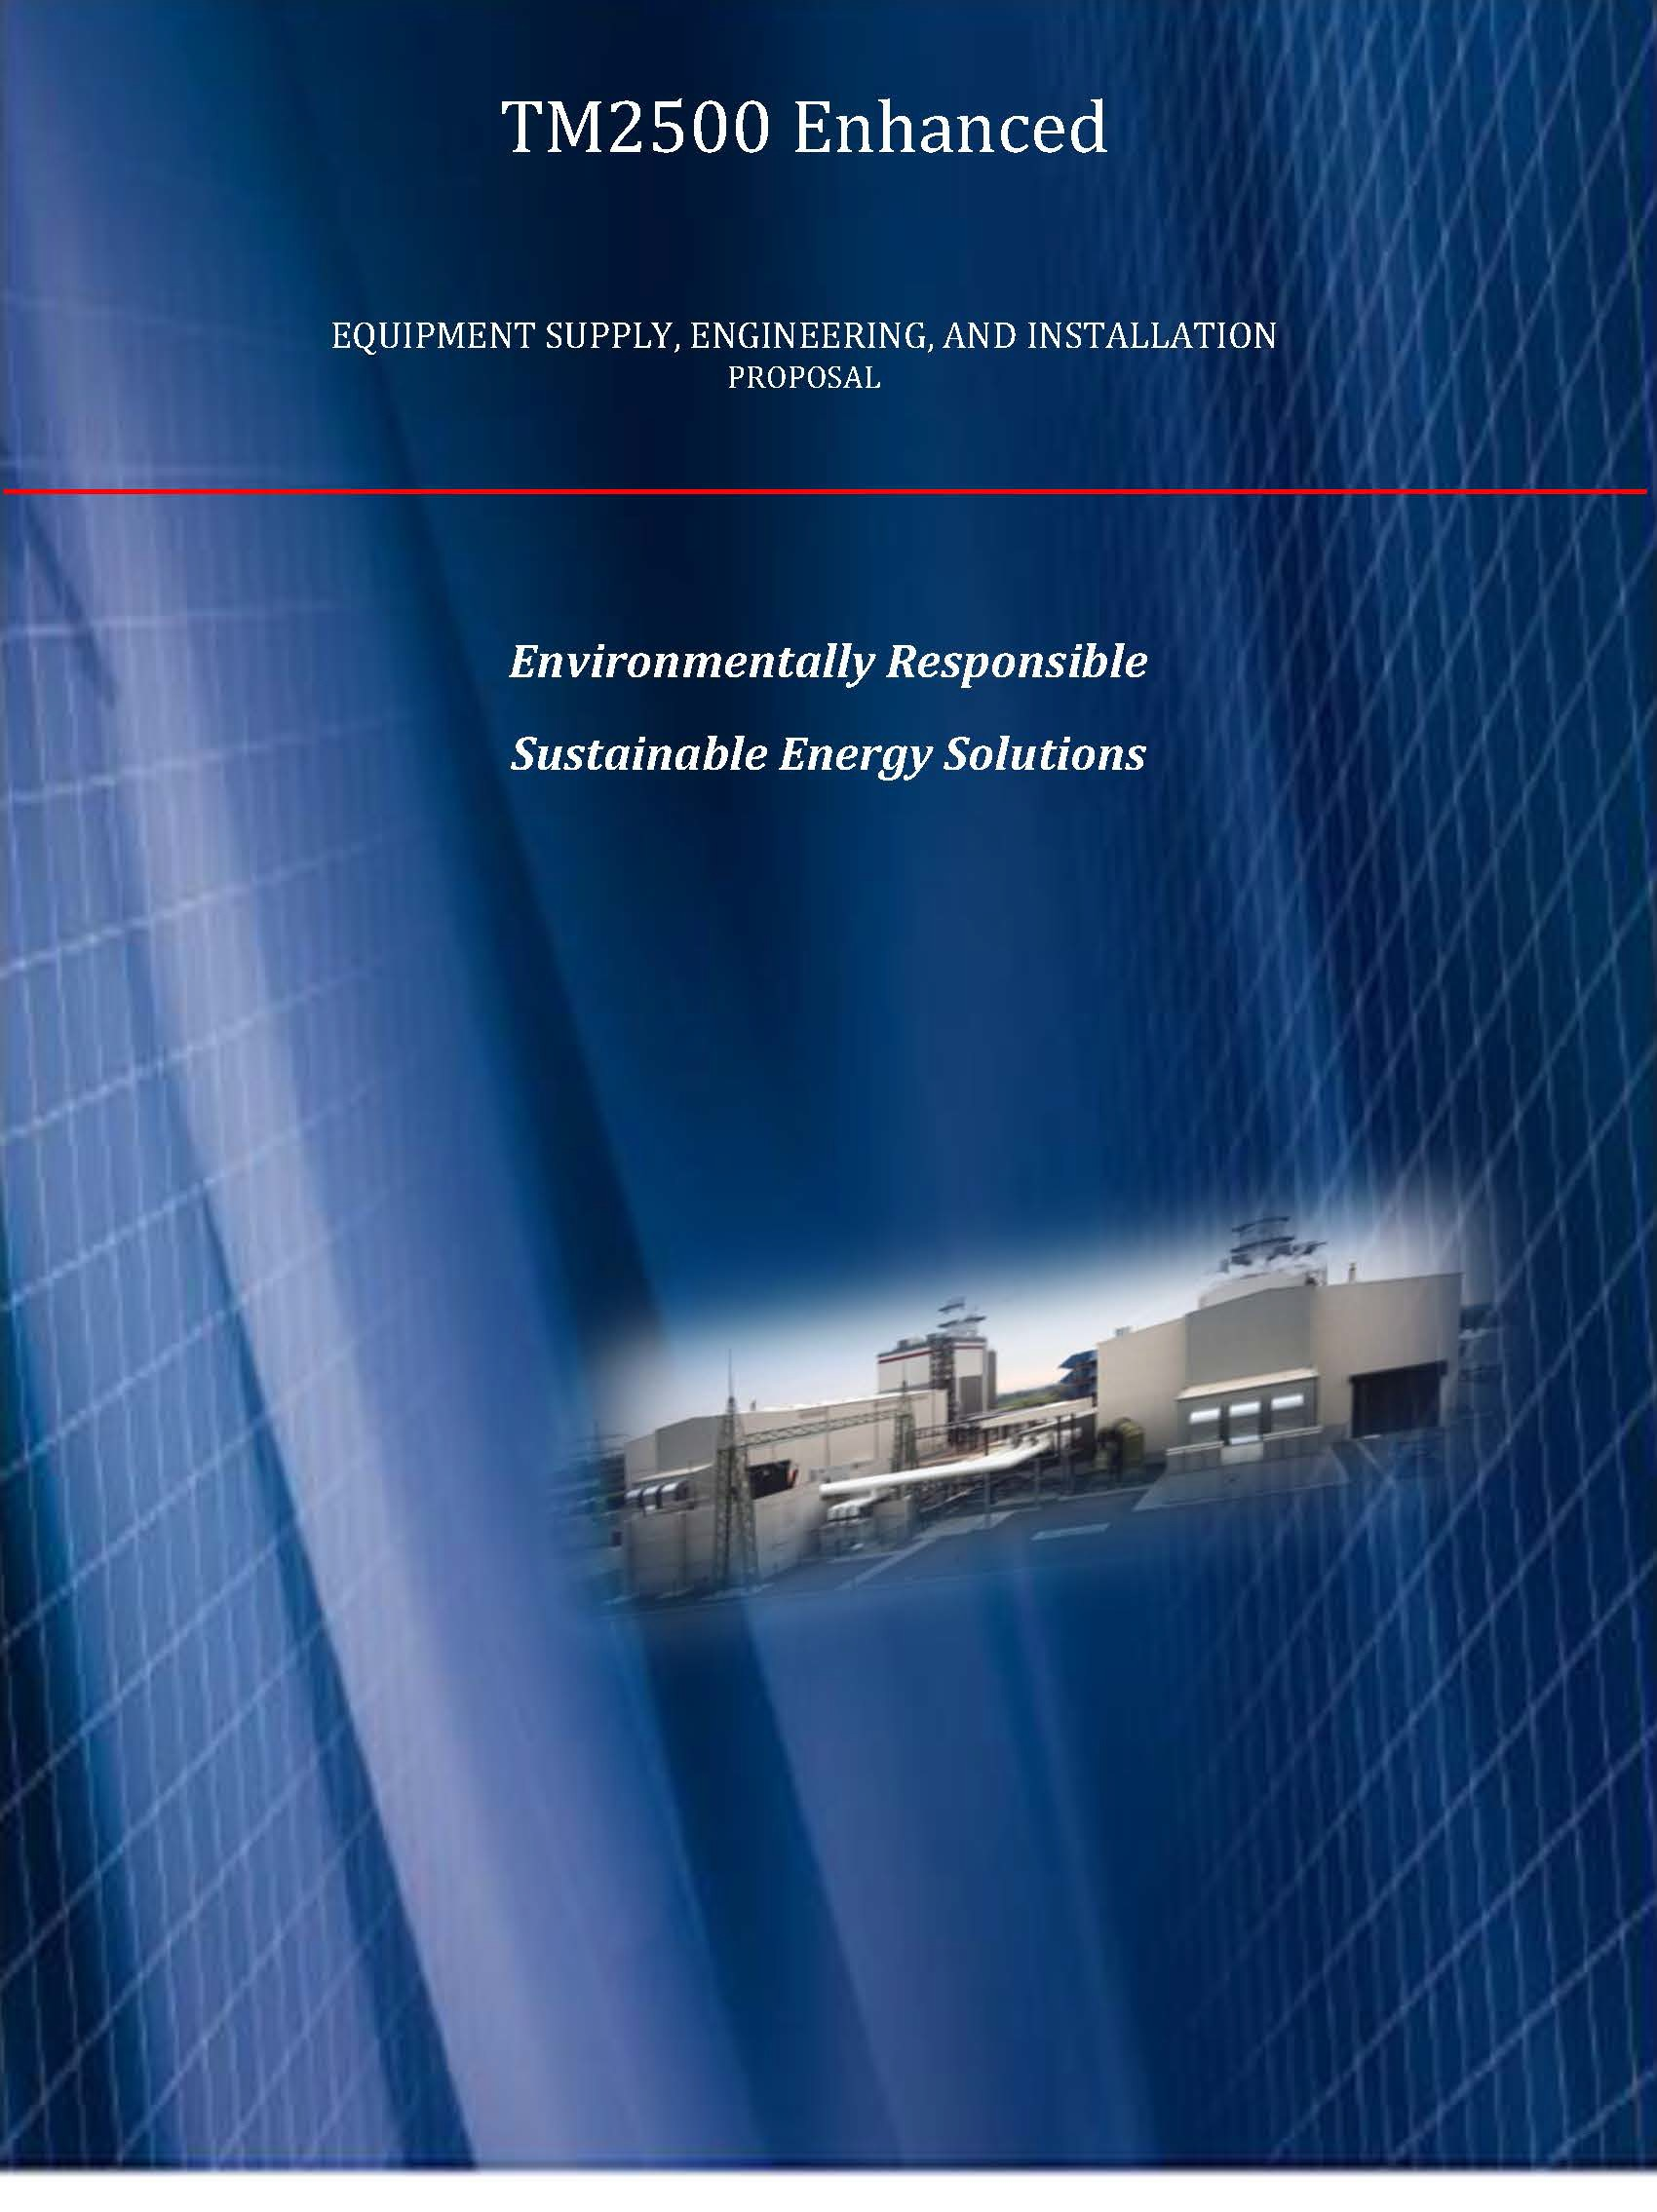 TM2500 Enhanced
EQUIPMENT SUPPLY, ENGINEERING, AND INSTALLATION
PROPOSAL
Environmentally Responsible
Sustainable Energy Solutions